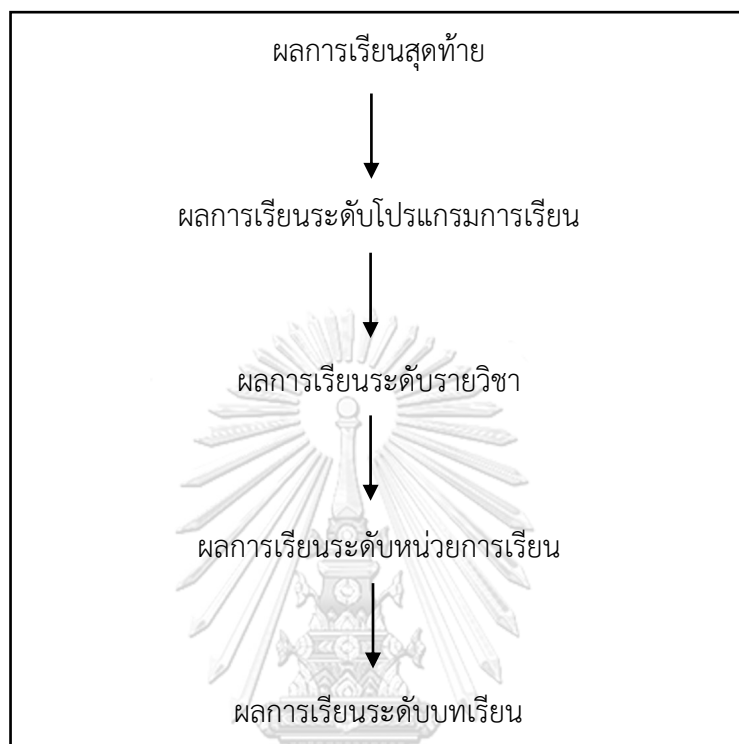 ผลการเรียนสุดท้าย
ผลการเรียนระดับโปรแกรมการเรียน
ผลการเรียนระดับรายวิชา
ผลการเรียนระดับหน่วยการเรียน
ผลการเรียนระดับบทเรียน